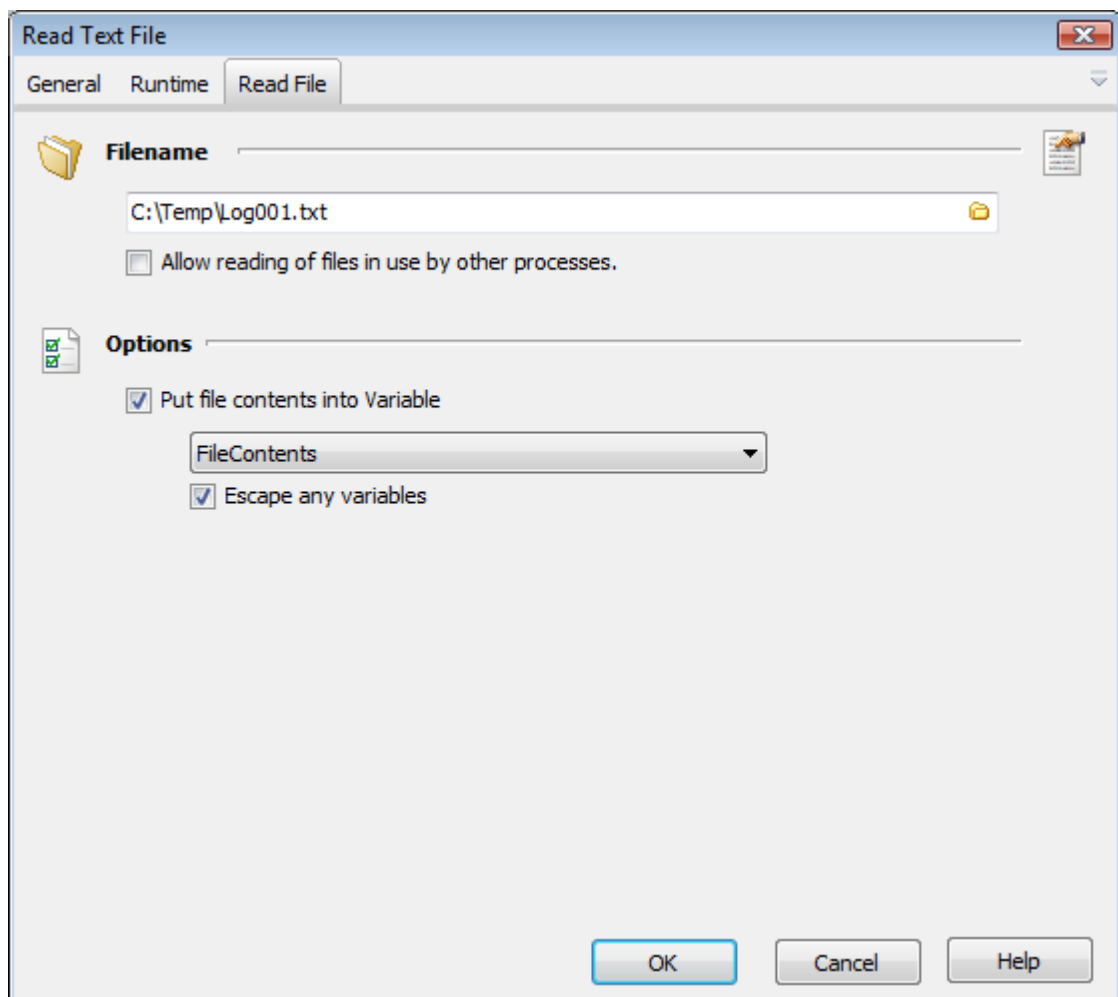 Read Text File
General Runtime Read File
Filename
C:\Temp\Log001.txt
Allow reading of files in use by other processes.
Options
Put file contents into Variable
FileContents
Escape any variables
OK Cancel Help